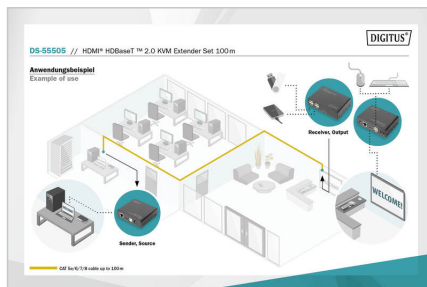 DIGITUS®
DS-55505 // HDMI® HDBaseT ™ 2.0 KVM Extender Set 100 m
Anwendungsbeispiel
Example of use
Receiver, Output
WELCOME!
Sender, Source
CAT 5e/6/7/8 cable up to 100 m